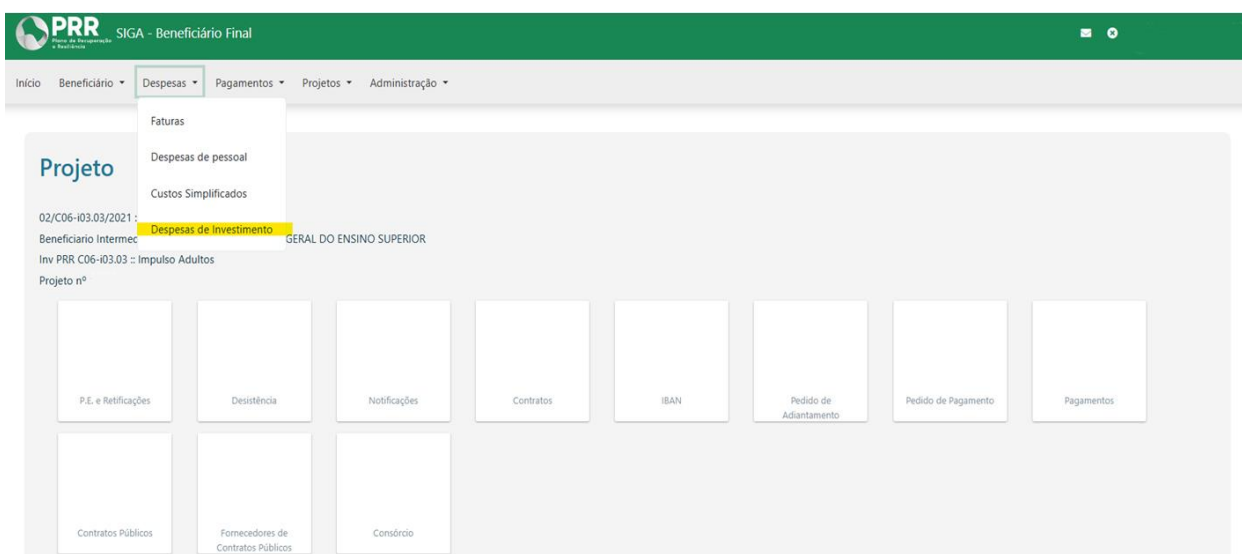 PRR
Plano de Recuperação
e Resiliência
SIGA - Beneficiário Final
Início Beneficiário Despesas Pagamentos Projetos Administração
Faturas
Despesas de pessoal
Custos Simplificados
Despesas de Investimento
Projeto
02/C06-i03.03/2021 :
Beneficiario Intermed GERAL DO ENSINO SUPERIOR
Inv PRR C06-i03.03 :: Impulso Adultos
Projeto nº
P.E. e Retificações
Desistência
Notificações
Contratos
IBAN
Pedido de
Adiantamento
Pedido de Pagamento
Pagamentos
Contratos Públicos
Fornecedores de
Contratos Públicos
Consórcio